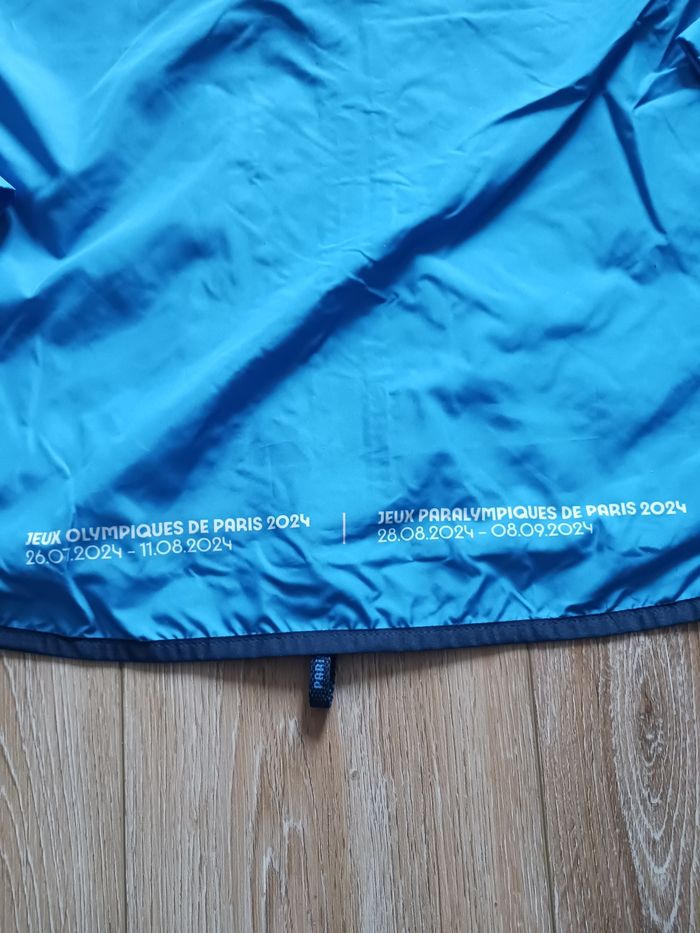 JEUX OLYMPIQUES DE PARIS 2024
26.07.2024 - 11.08.2024
JEUX PARALYMPIQUES DE PARIS 2024
28.08.2024 - 08.09.2024
PARI